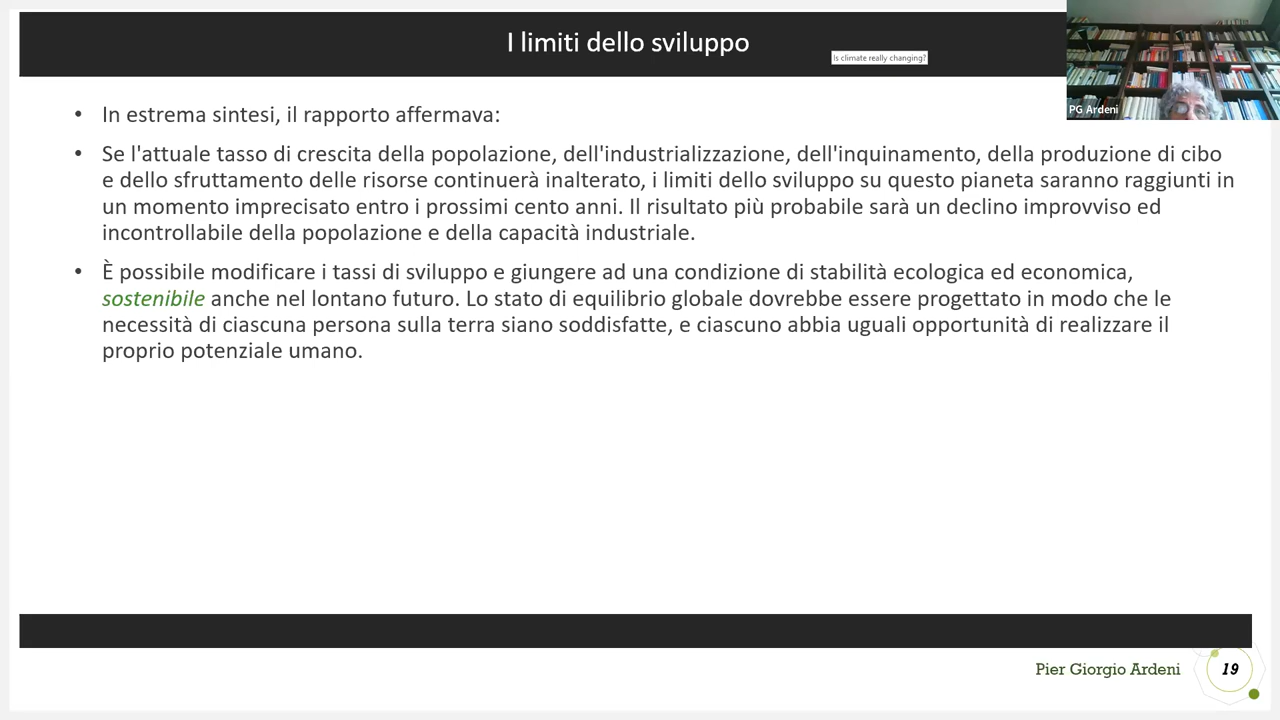 I limiti dello sviluppo
Is climate really changing?
PG Ardeni
• In estrema sintesi, il rapporto affermava:
• Se l'attuale tasso di crescita della popolazione, dell'industrializzazione, dell'inquinamento, della produzione di cibo
e dello sfruttamento delle risorse continuerà inalterato, i limiti dello sviluppo su questo pianeta saranno raggiunti in
un momento imprecisato entro i prossimi cento anni. Il risultato più probabile sarà un declino improvviso ed
incontrollabile della popolazione e della capacità industriale.
• È possibile modificare i tassi di sviluppo e giungere ad una condizione di stabilità ecologica ed economica,
sostenibile anche nel lontano futuro. Lo stato di equilibrio globale dovrebbe essere progettato in modo che le
necessità di ciascuna persona sulla terra siano soddisfatte, e ciascuno abbia uguali opportunità di realizzare il
proprio potenziale umano.
Pier Giorgio Ardeni
19